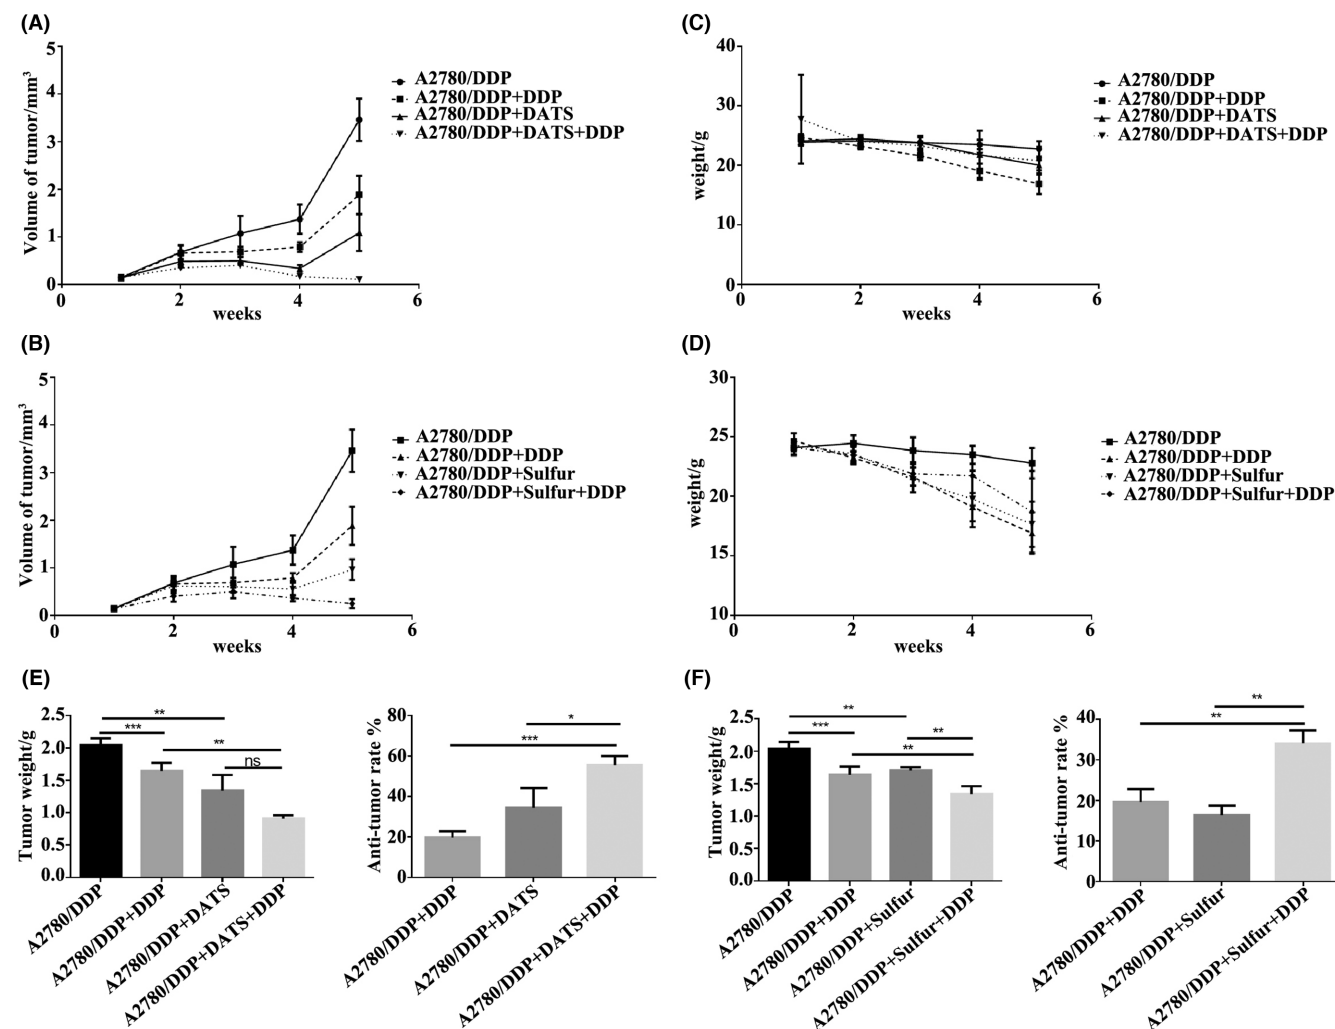 (A)
Volume of tumor/mm³
5
4
3
2
1
0
0 2 4 6
weeks
A2780/DDP
A2780/DDP+DDP
A2780/DDP+DATS
A2780/DDP+DATS+DDP
(C)
weight/g
40
30
20
10
0
0 2 4 6
weeks
A2780/DDP
A2780/DDP+DDP
A2780/DDP+DATS
A2780/DDP+DATS+DDP
(B)
Volume of tumor/mm³
5
4
3
2
1
0
0 2 4 6
weeks
A2780/DDP
A2780/DDP+DDP
A2780/DDP+Sulfur
A2780/DDP+Sulfur+DDP
(D)
weight/g
30
25
20
15
10
0 2 4 6
weeks
A2780/DDP
A2780/DDP+DDP
A2780/DDP+Sulfur
A2780/DDP+Sulfur+DDP
(E)
Tumor weight/g
2.5
2.0
1.5
1.0
0.5
0.0
**
***
**
ns
A2780/DDP
A2780/DDP+DDP
A2780/DDP+DATS
A2780/DDP+DATS+DDP
Anti-tumor rate %
80
60
40
20
0
*
***
A2780/DDP+DDP
A2780/DDP+DATS
A2780/DDP+DATS+DDP
(F)
Tumor weight/g
2.5
2.0
1.5
1.0
0.5
0.0
**
***
**
**
A2780/DDP
A2780/DDP+DDP
A2780/DDP+Sulfur
A2780/DDP+Sulfur+DDP
Anti-tumor rate %
40
30
20
10
0
**
**
A2780/DDP+DDP
A2780/DDP+Sulfur
A2780/DDP+Sulfur+DDP